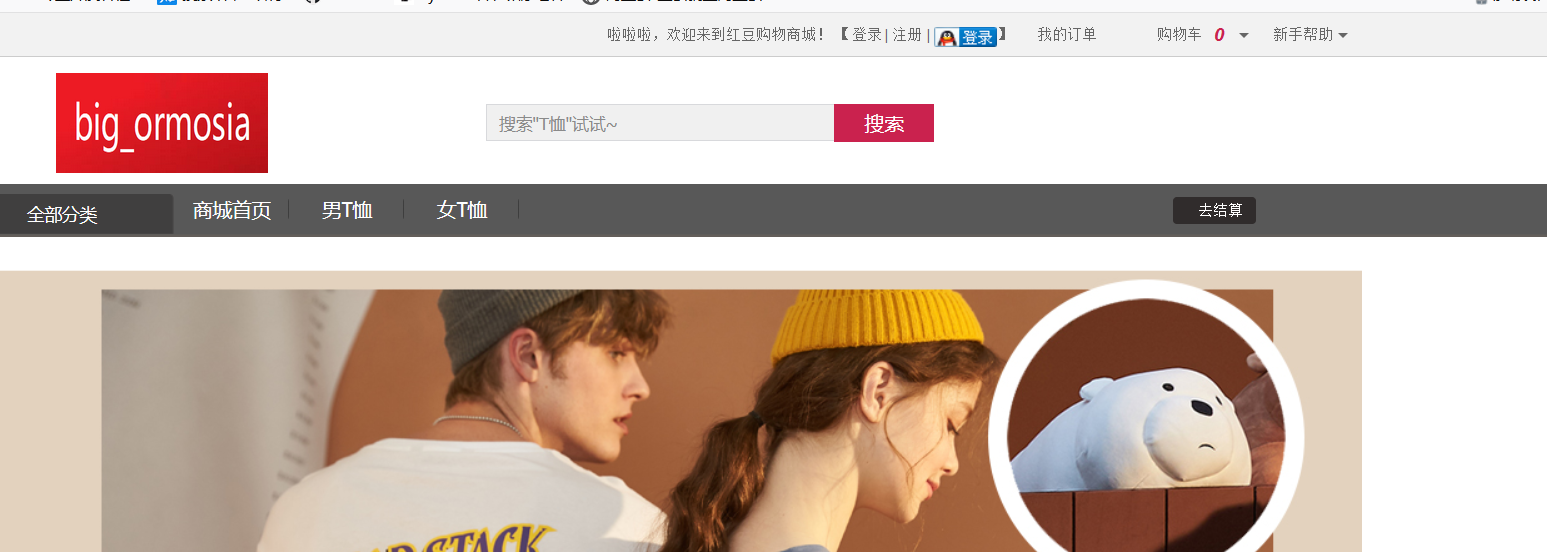 啦啦啦，欢迎来到红豆购物商城！【 登录 | 注册 | 登录 】 我的订单 购物车 0 新手帮助
big_ormosia
搜索"T恤"试试~ 搜索
全部分类 商城首页 男T恤 女T恤 去结算
STACK